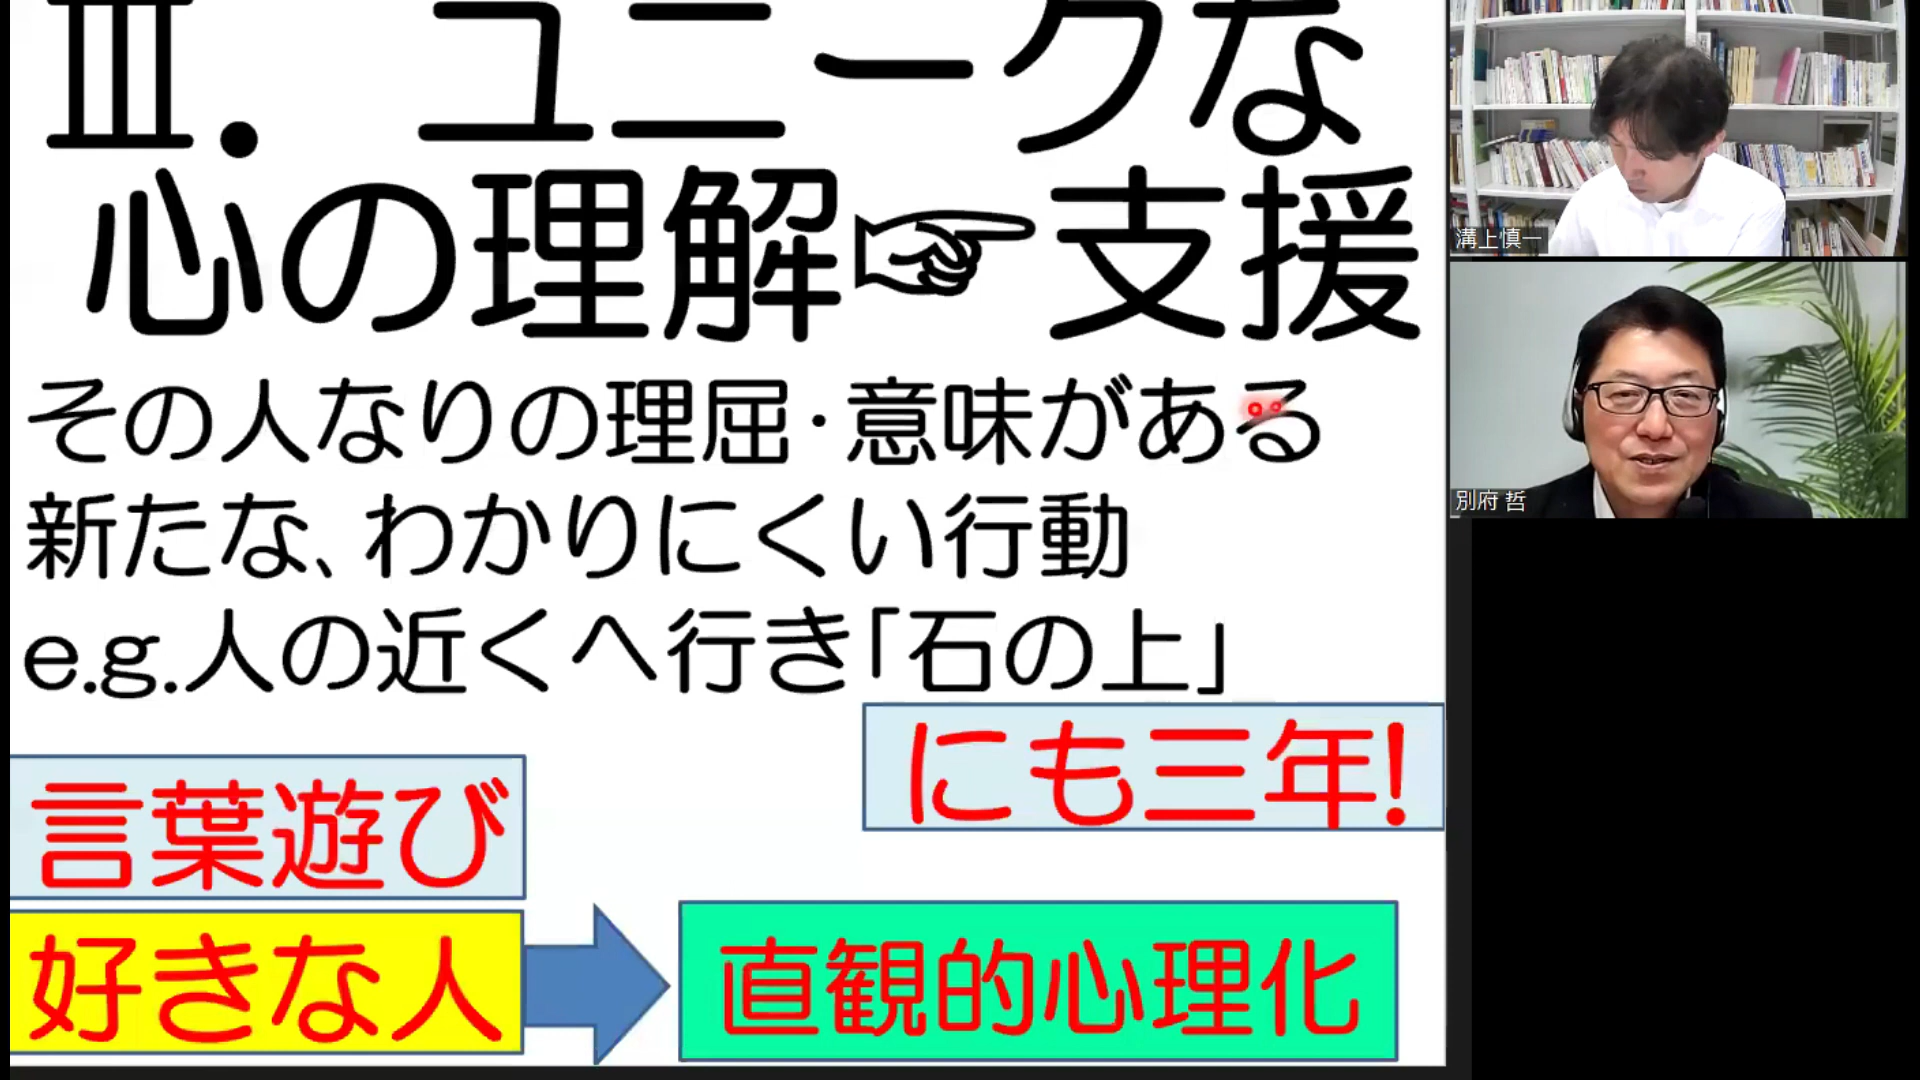 Ⅲ. ユニークな
心の理解☞支援
その人なりの理屈・意味がある
新たな、わかりにくい行動
e.g.人の近くへ行き「石の上」
にも三年!
言葉遊び
好きな人
直観的心理化
溝上慎一
別府 哲